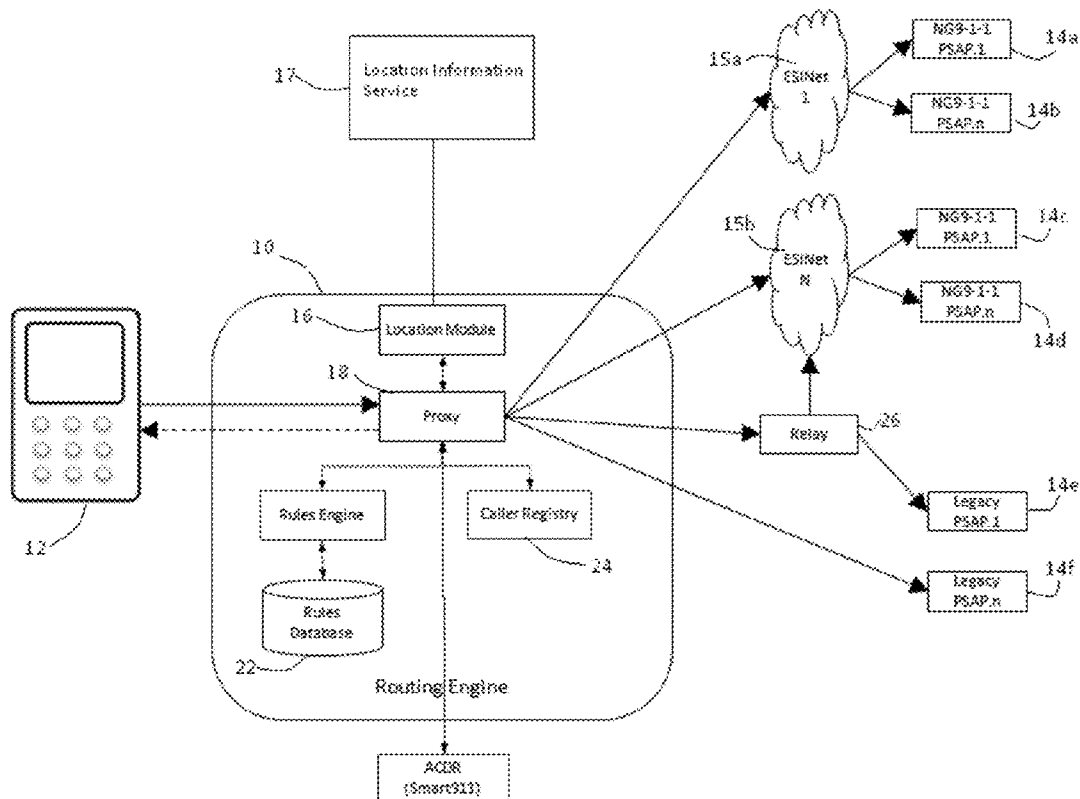 17
Location Information
Service
15a
ESINet
1
NG9-1-1
PSAP.1
14a
NG9-1-1
PSAP.n
14b
15b
ESINet
N
NG9-1-1
PSAP.1
14c
NG9-1-1
PSAP.n
14d
10
16
Location Module
18
Proxy
Relay
26
Rules Engine
Caller Registry
24
12
Rules
Database
22
Legacy
PSAP.1
14e
Legacy
PSAP.n
14f
Routing Engine
(Smart911)